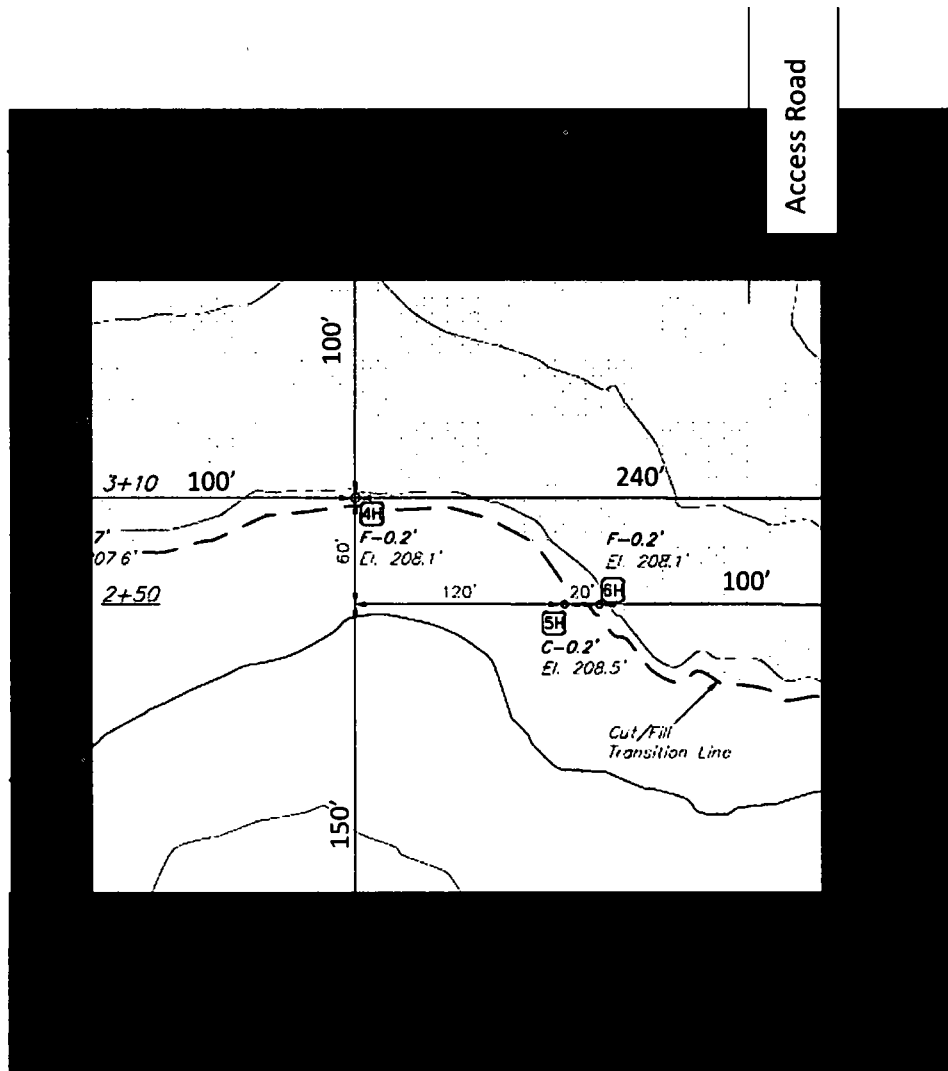 Access Road
100'
3+10
100'
240'
4H
7'
07.6'
F-0.2'
El. 208.1'
60'
F-0.2'
El. 208.1'
2+50
120'
20'
6H
100'
5H
C-0.2'
El. 208.5'
Cut/Fill
Transition Line
150'